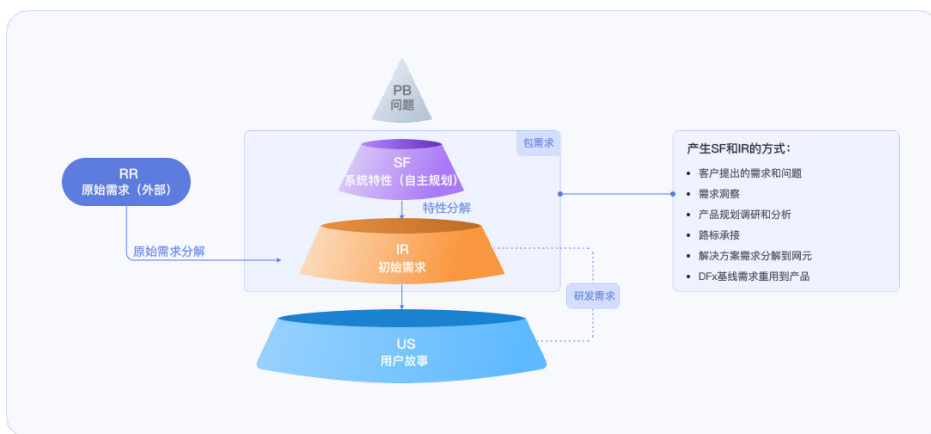 PB
问题
包需求
SF
系统特性（自主规划）
RR
原始需求（外部）
特性分解
原始需求分解
IR
初始需求
研发需求
US
用户故事
产生SF和IR的方式：
• 客户提出的需求和问题
• 需求洞察
• 产品规划调研和分析
• 路标承接
• 解决方案需求分解到网元
• DFx基线需求重用到产品